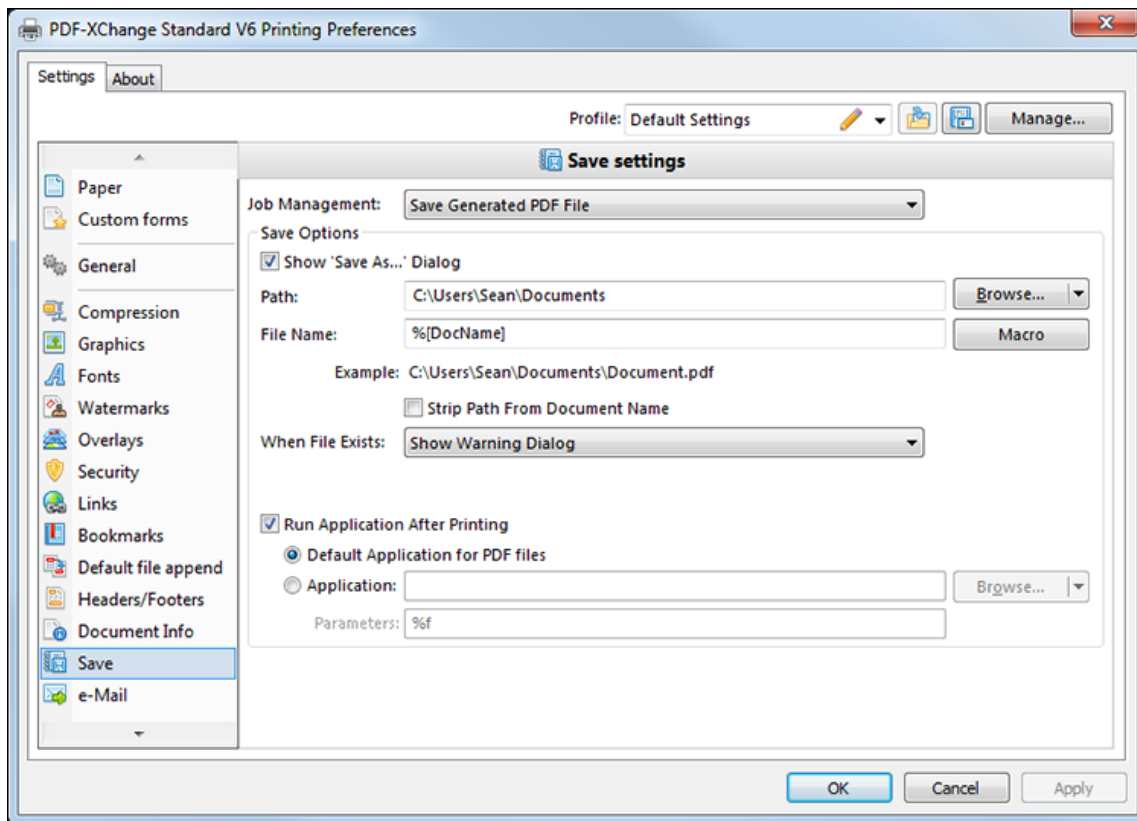 PDF-XChange Standard V6 Printing Preferences
Settings About
Profile: Default Settings Manage...
Save settings
Paper
Custom forms
General
Compression
Graphics
Fonts
Watermarks
Overlays
Security
Links
Bookmarks
Default file append
Headers/Footers
Document Info
Save
e-Mail
Job Management: Save Generated PDF File
Save Options
Show 'Save As...' Dialog
Path: C:\Users\Sean\Documents Browse...
File Name: %[DocName] Macro
Example: C:\Users\Sean\Documents\Document.pdf
Strip Path From Document Name
When File Exists: Show Warning Dialog
Run Application After Printing
Default Application for PDF files
Application: Browse...
Parameters: %f
OK Cancel Apply